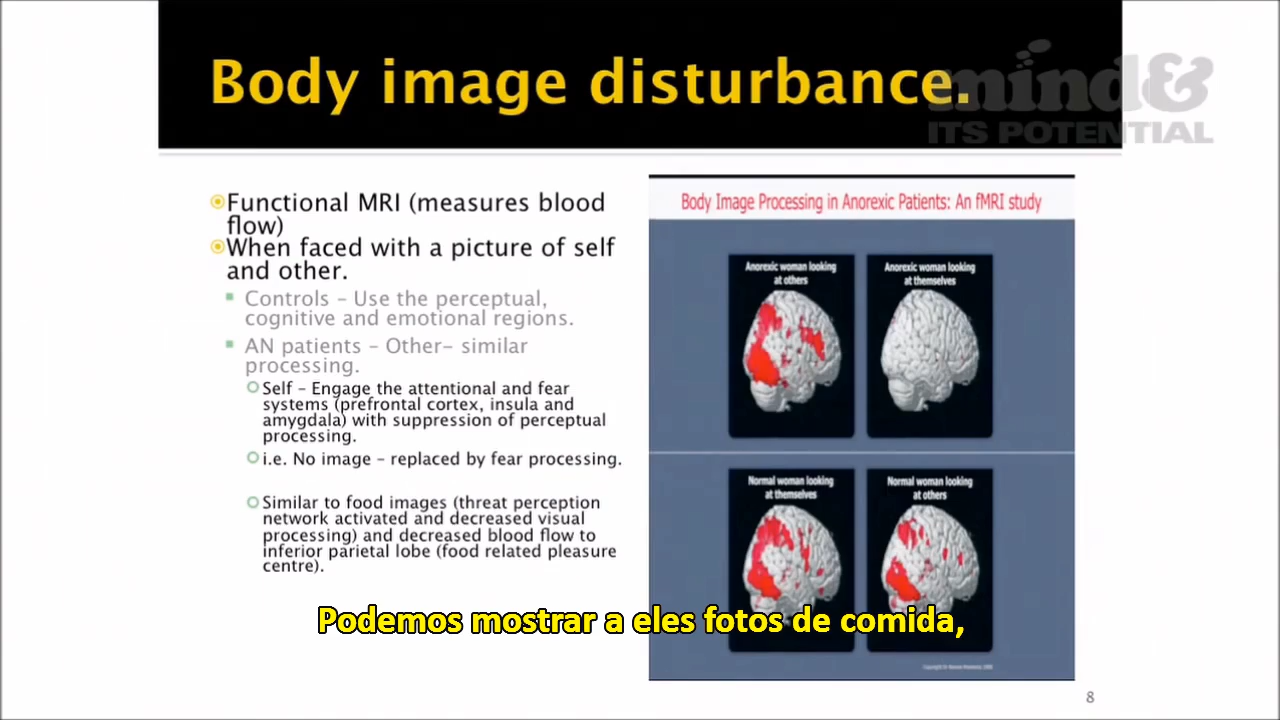 Body image disturbance.
mind&
ITS POTENTIAL
Functional MRI (measures blood
flow)
When faced with a picture of self
and other.
Controls – Use the perceptual,
cognitive and emotional regions.
AN patients – Other– similar
processing.
Self – Engage the attentional and fear
systems (prefrontal cortex, insula and
amygdala) with suppression of perceptual
processing.
i.e. No image – replaced by fear processing.
Similar to food images (threat perception
network activated and decreased visual
processing) and decreased blood flow to
inferior parietal lobe (food related pleasure
centre).
Body Image Processing in Anorexic Patients: An fMRI study
Anorexic woman looking
at others
Anorexic woman looking
at themselves
Normal woman looking
at themselves
Normal woman looking
at others
Podemos mostrar a eles fotos de comida,
8